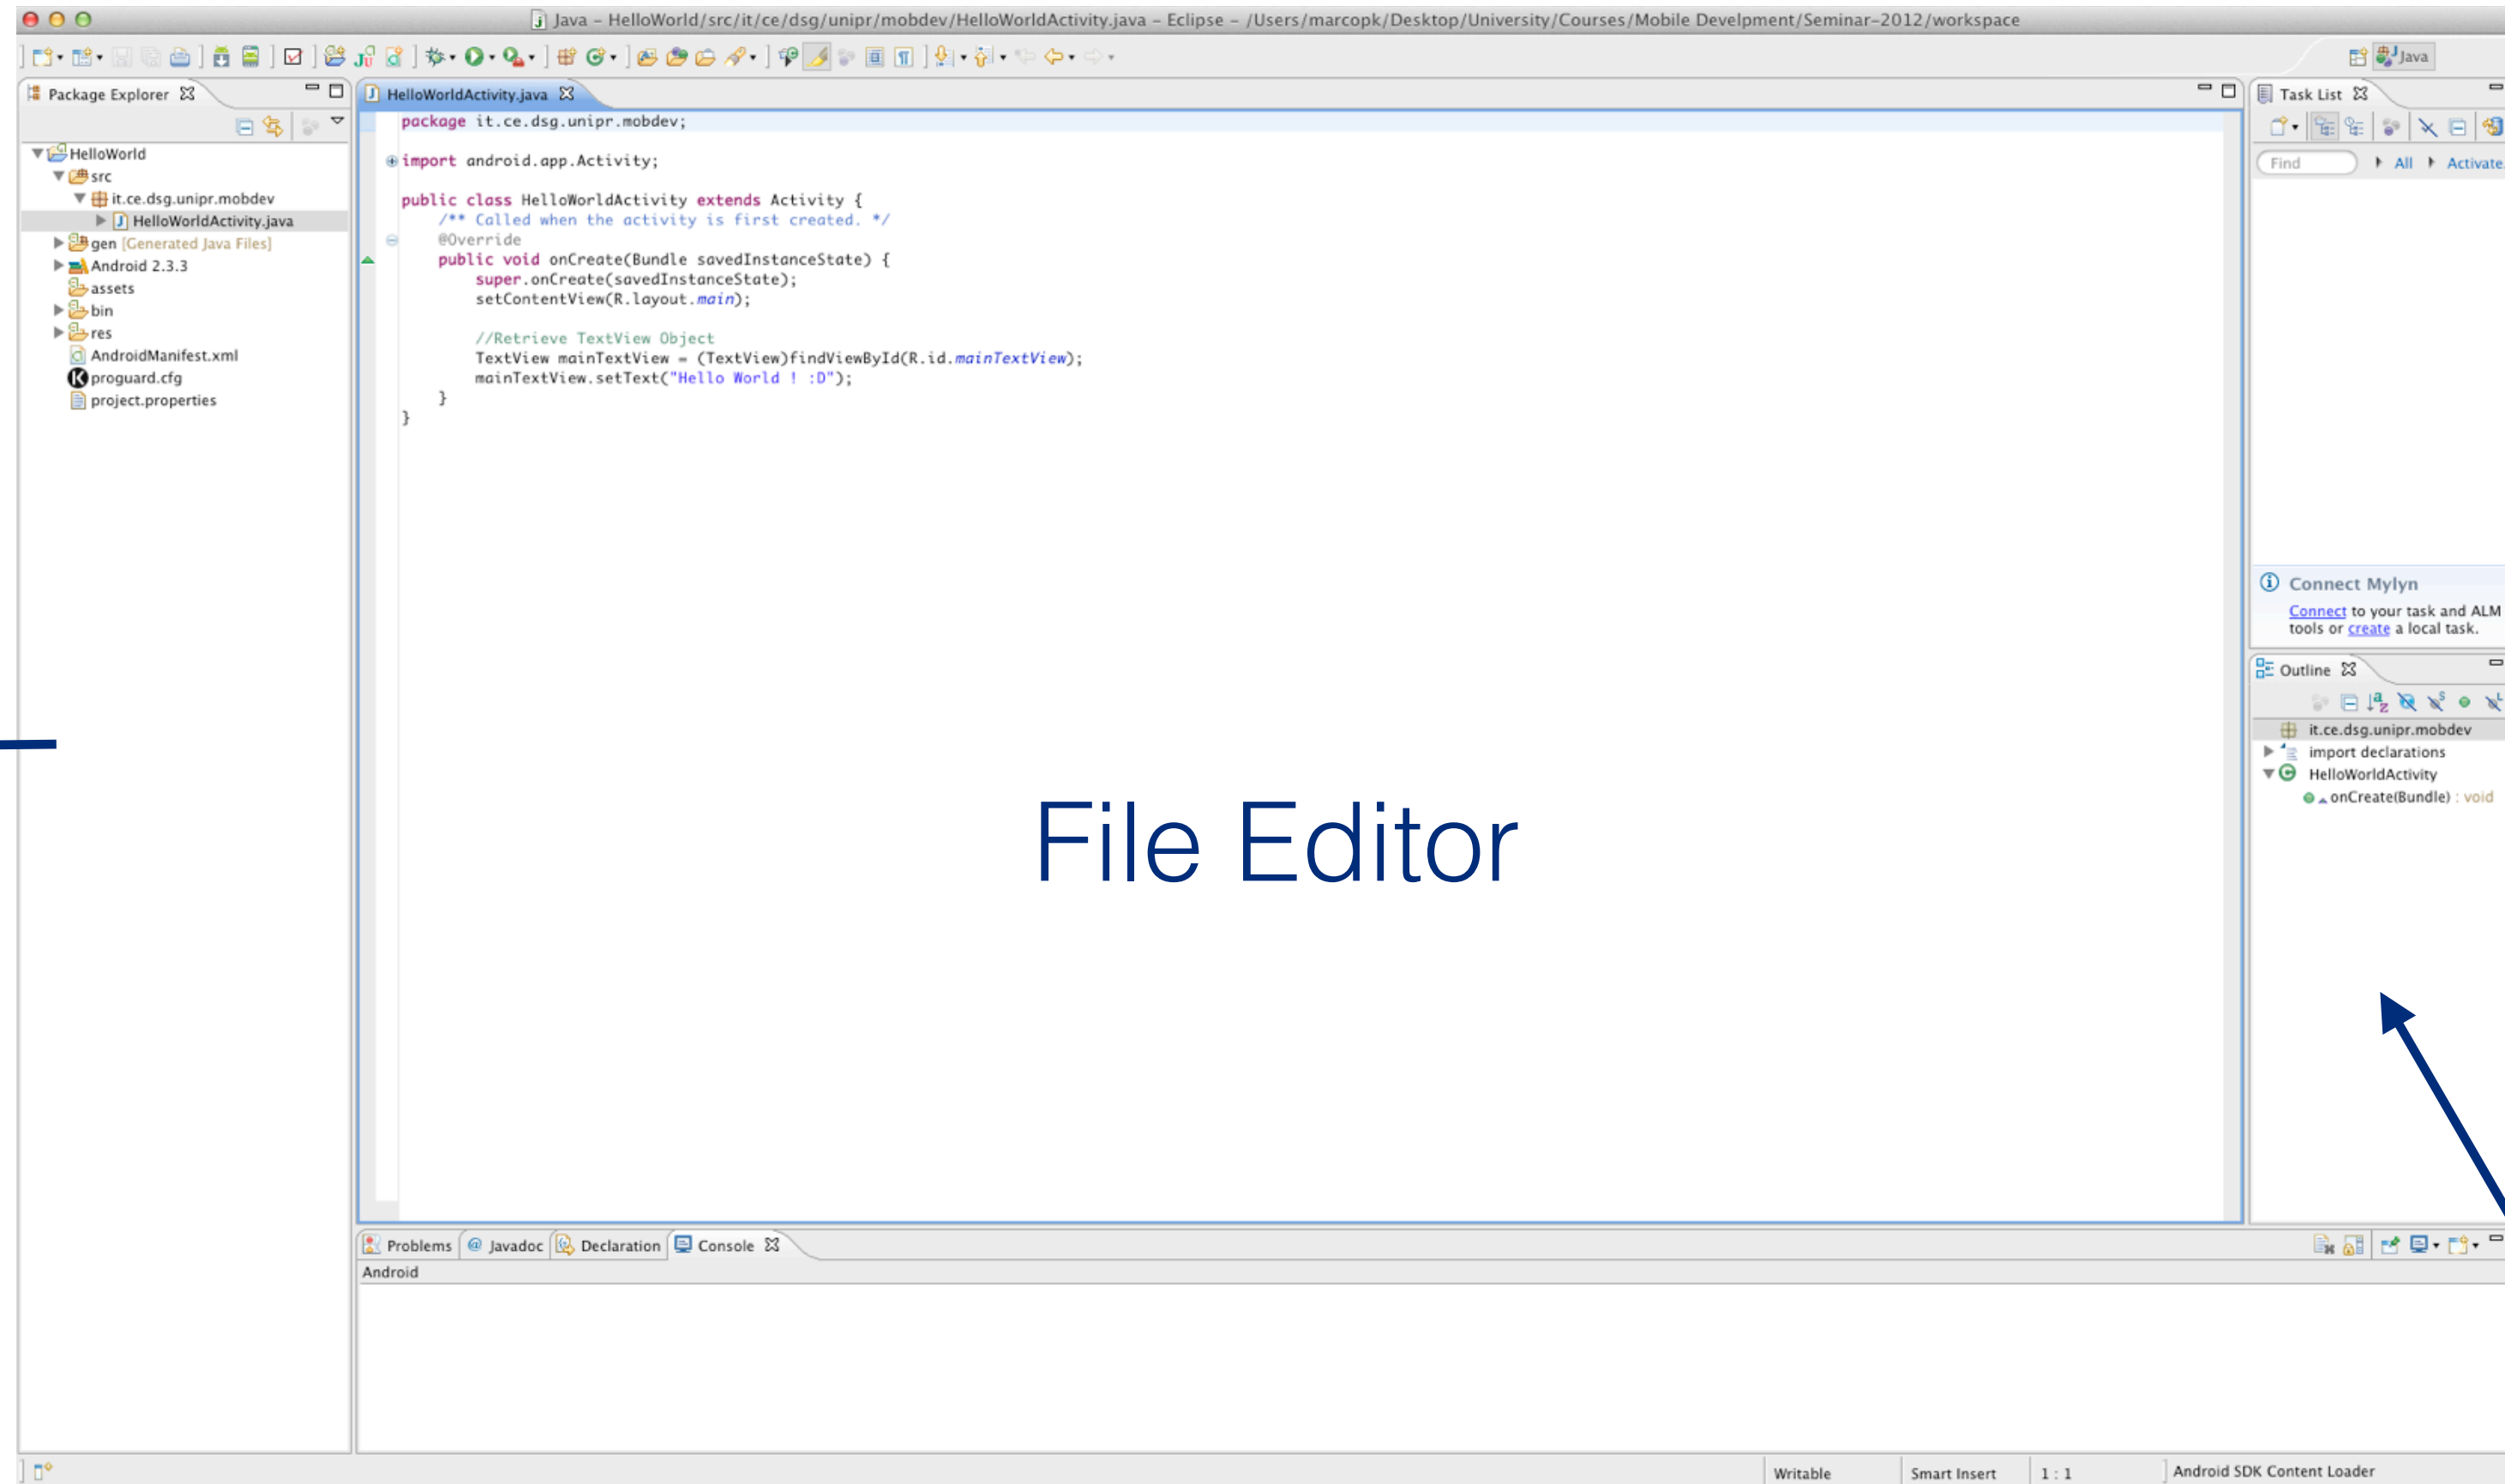 Java – HelloWorld/src/it/ce/dsg/unipr/mobdev/HelloWorldActivity.java – Eclipse – /Users/marcopk/Desktop/University/Courses/Mobile Develpment/Seminar-2012/workspace
Java
Package Explorer
HelloWorld
src
it.ce.dsg.unipr.mobdev
HelloWorldActivity.java
gen [Generated Java Files]
Android 2.3.3
assets
bin
res
AndroidManifest.xml
proguard.cfg
project.properties
HelloWorldActivity.java
package it.ce.dsg.unipr.mobdev;
import android.app.Activity;
public class HelloWorldActivity extends Activity {
/** Called when the activity is first created. */
@Override
public void onCreate(Bundle savedInstanceState) {
super.onCreate(savedInstanceState);
setContentView(R.layout.main);
//Retrieve TextView Object
TextView mainTextView = (TextView)findViewById(R.id.mainTextView);
mainTextView.setText("Hello World ! :D");
}
}
File Editor
Task List
Find
All
Activate
Connect Mylyn
Connect to your task and ALM
tools or create a local task.
Outline
it.ce.dsg.unipr.mobdev
import declarations
HelloWorldActivity
onCreate(Bundle) : void
Problems
@ Javadoc
Declaration
Console
Android
Writable
Smart Insert
1 : 1
Android SDK Content Loader